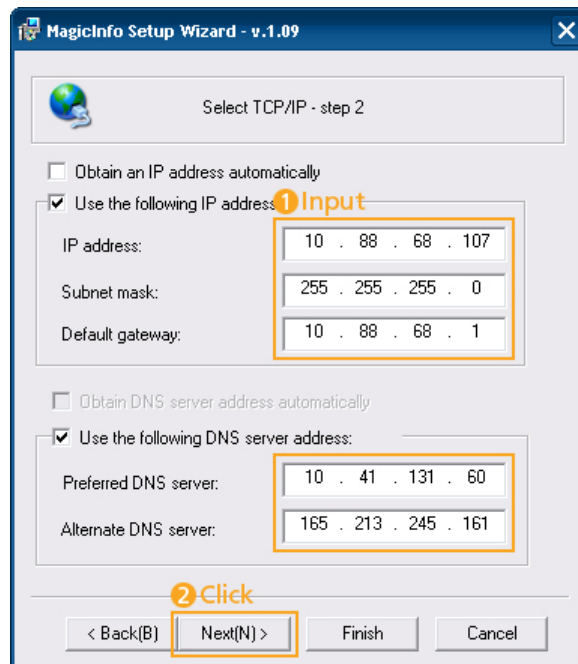 MagicInfo Setup Wizard - v.1.09
Select TCP/IP - step 2
Obtain an IP address automatically
Use the following IP address
1 Input
IP address: 10 . 88 . 68 . 107
Subnet mask: 255 . 255 . 255 . 0
Default gateway: 10 . 88 . 68 . 1
Obtain DNS server address automatically
Use the following DNS server address:
Preferred DNS server: 10 . 41 . 131 . 60
Alternate DNS server: 165 . 213 . 245 . 161
2 Click
< Back(B) Next(N) > Finish Cancel